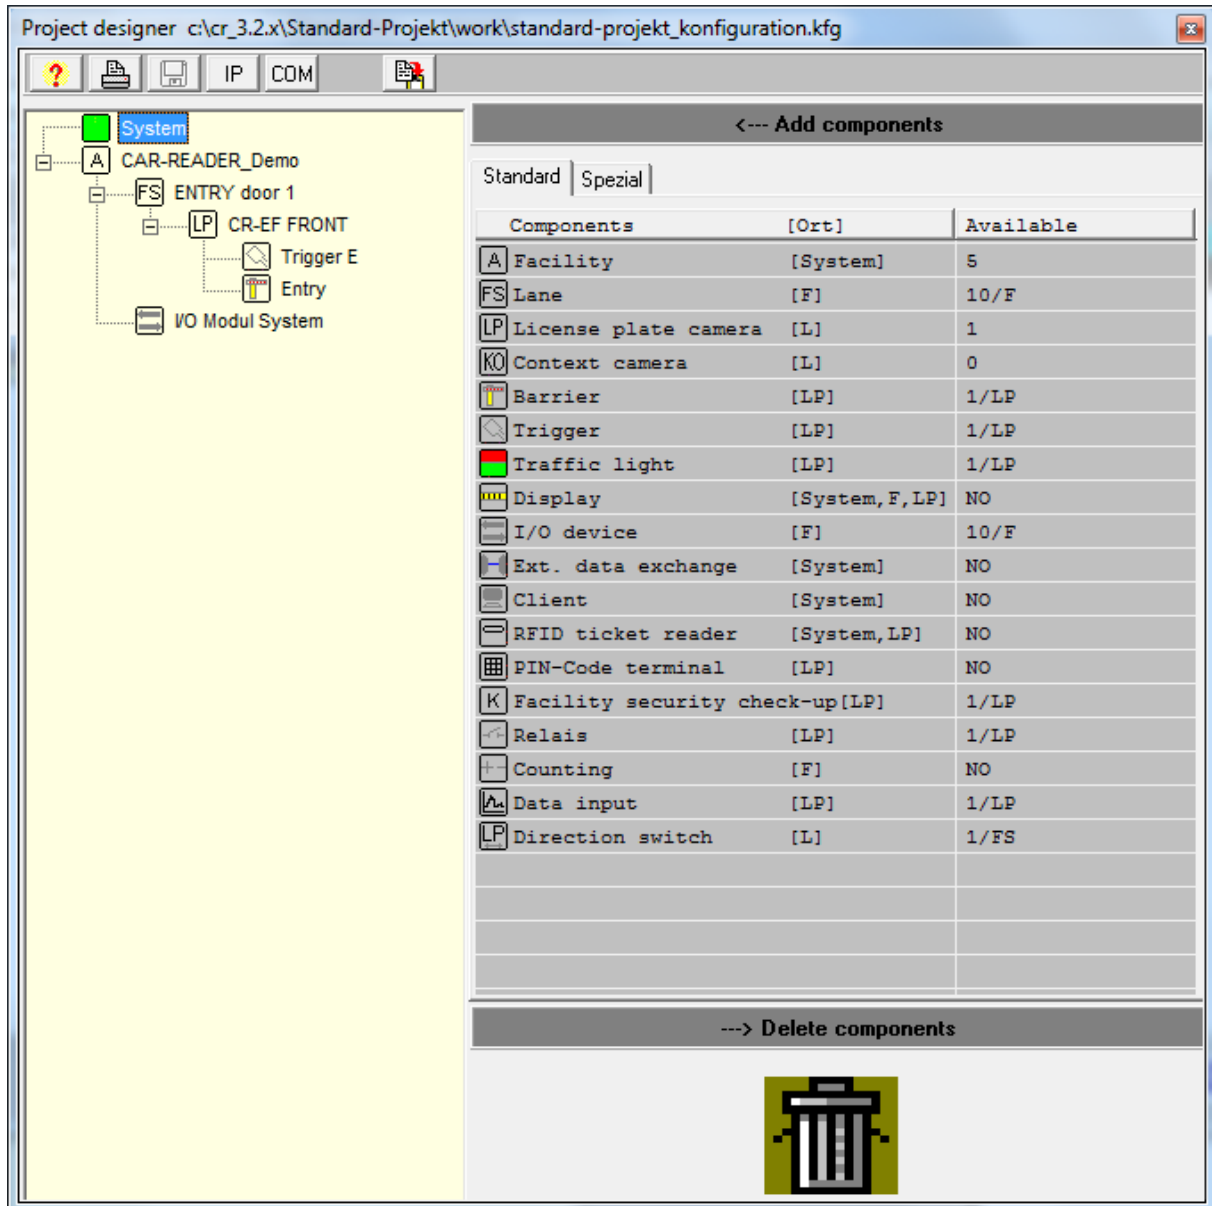 Project designer c:\cr_3.2.x\Standard-Projekt\work\standard-projekt_konfiguration.kfg
? IP COM
System
A CAR-READER_Demo
FS ENTRY door 1
LP CR-EF FRONT
Trigger E
Entry
I/O Modul System
<--- Add components
Standard Spezial
Components [Ort] Available
A Facility [System] 5
FS Lane [F] 10/F
LP License plate camera [L] 1
KO Context camera [L] 0
Barrier [LP] 1/LP
Trigger [LP] 1/LP
Traffic light [LP] 1/LP
Display [System,F,LP] NO
I/O device [F] 10/F
Ext. data exchange [System] NO
Client [System] NO
RFID ticket reader [System,LP] NO
PIN-Code terminal [LP] NO
K Facility security check-up[LP] 1/LP
Relais [LP] 1/LP
Counting [F] NO
Data input [LP] 1/LP
LP Direction switch [L] 1/FS
---> Delete components